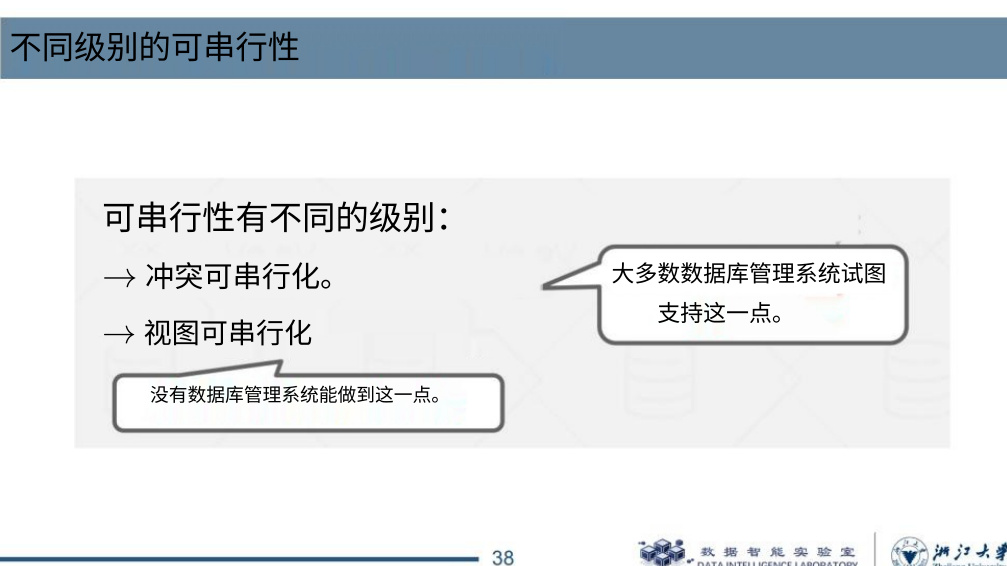 不同级别的可串行性
可串行性有不同的级别：
→ 冲突可串行化。
大多数数据库管理系统试图
支持这一点。
→ 视图可串行化
没有数据库管理系统能做到这一点。
38
数据智能实验室
DATA INTELLIGENCE LABORATORY
浙江大学